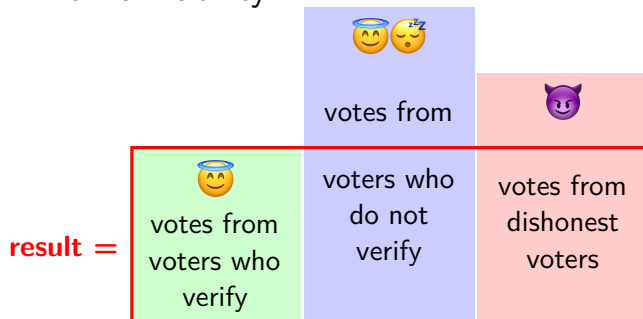 votes from
voters who
do not
verify
votes from
voters who
verify
votes from
dishonest
voters
result =